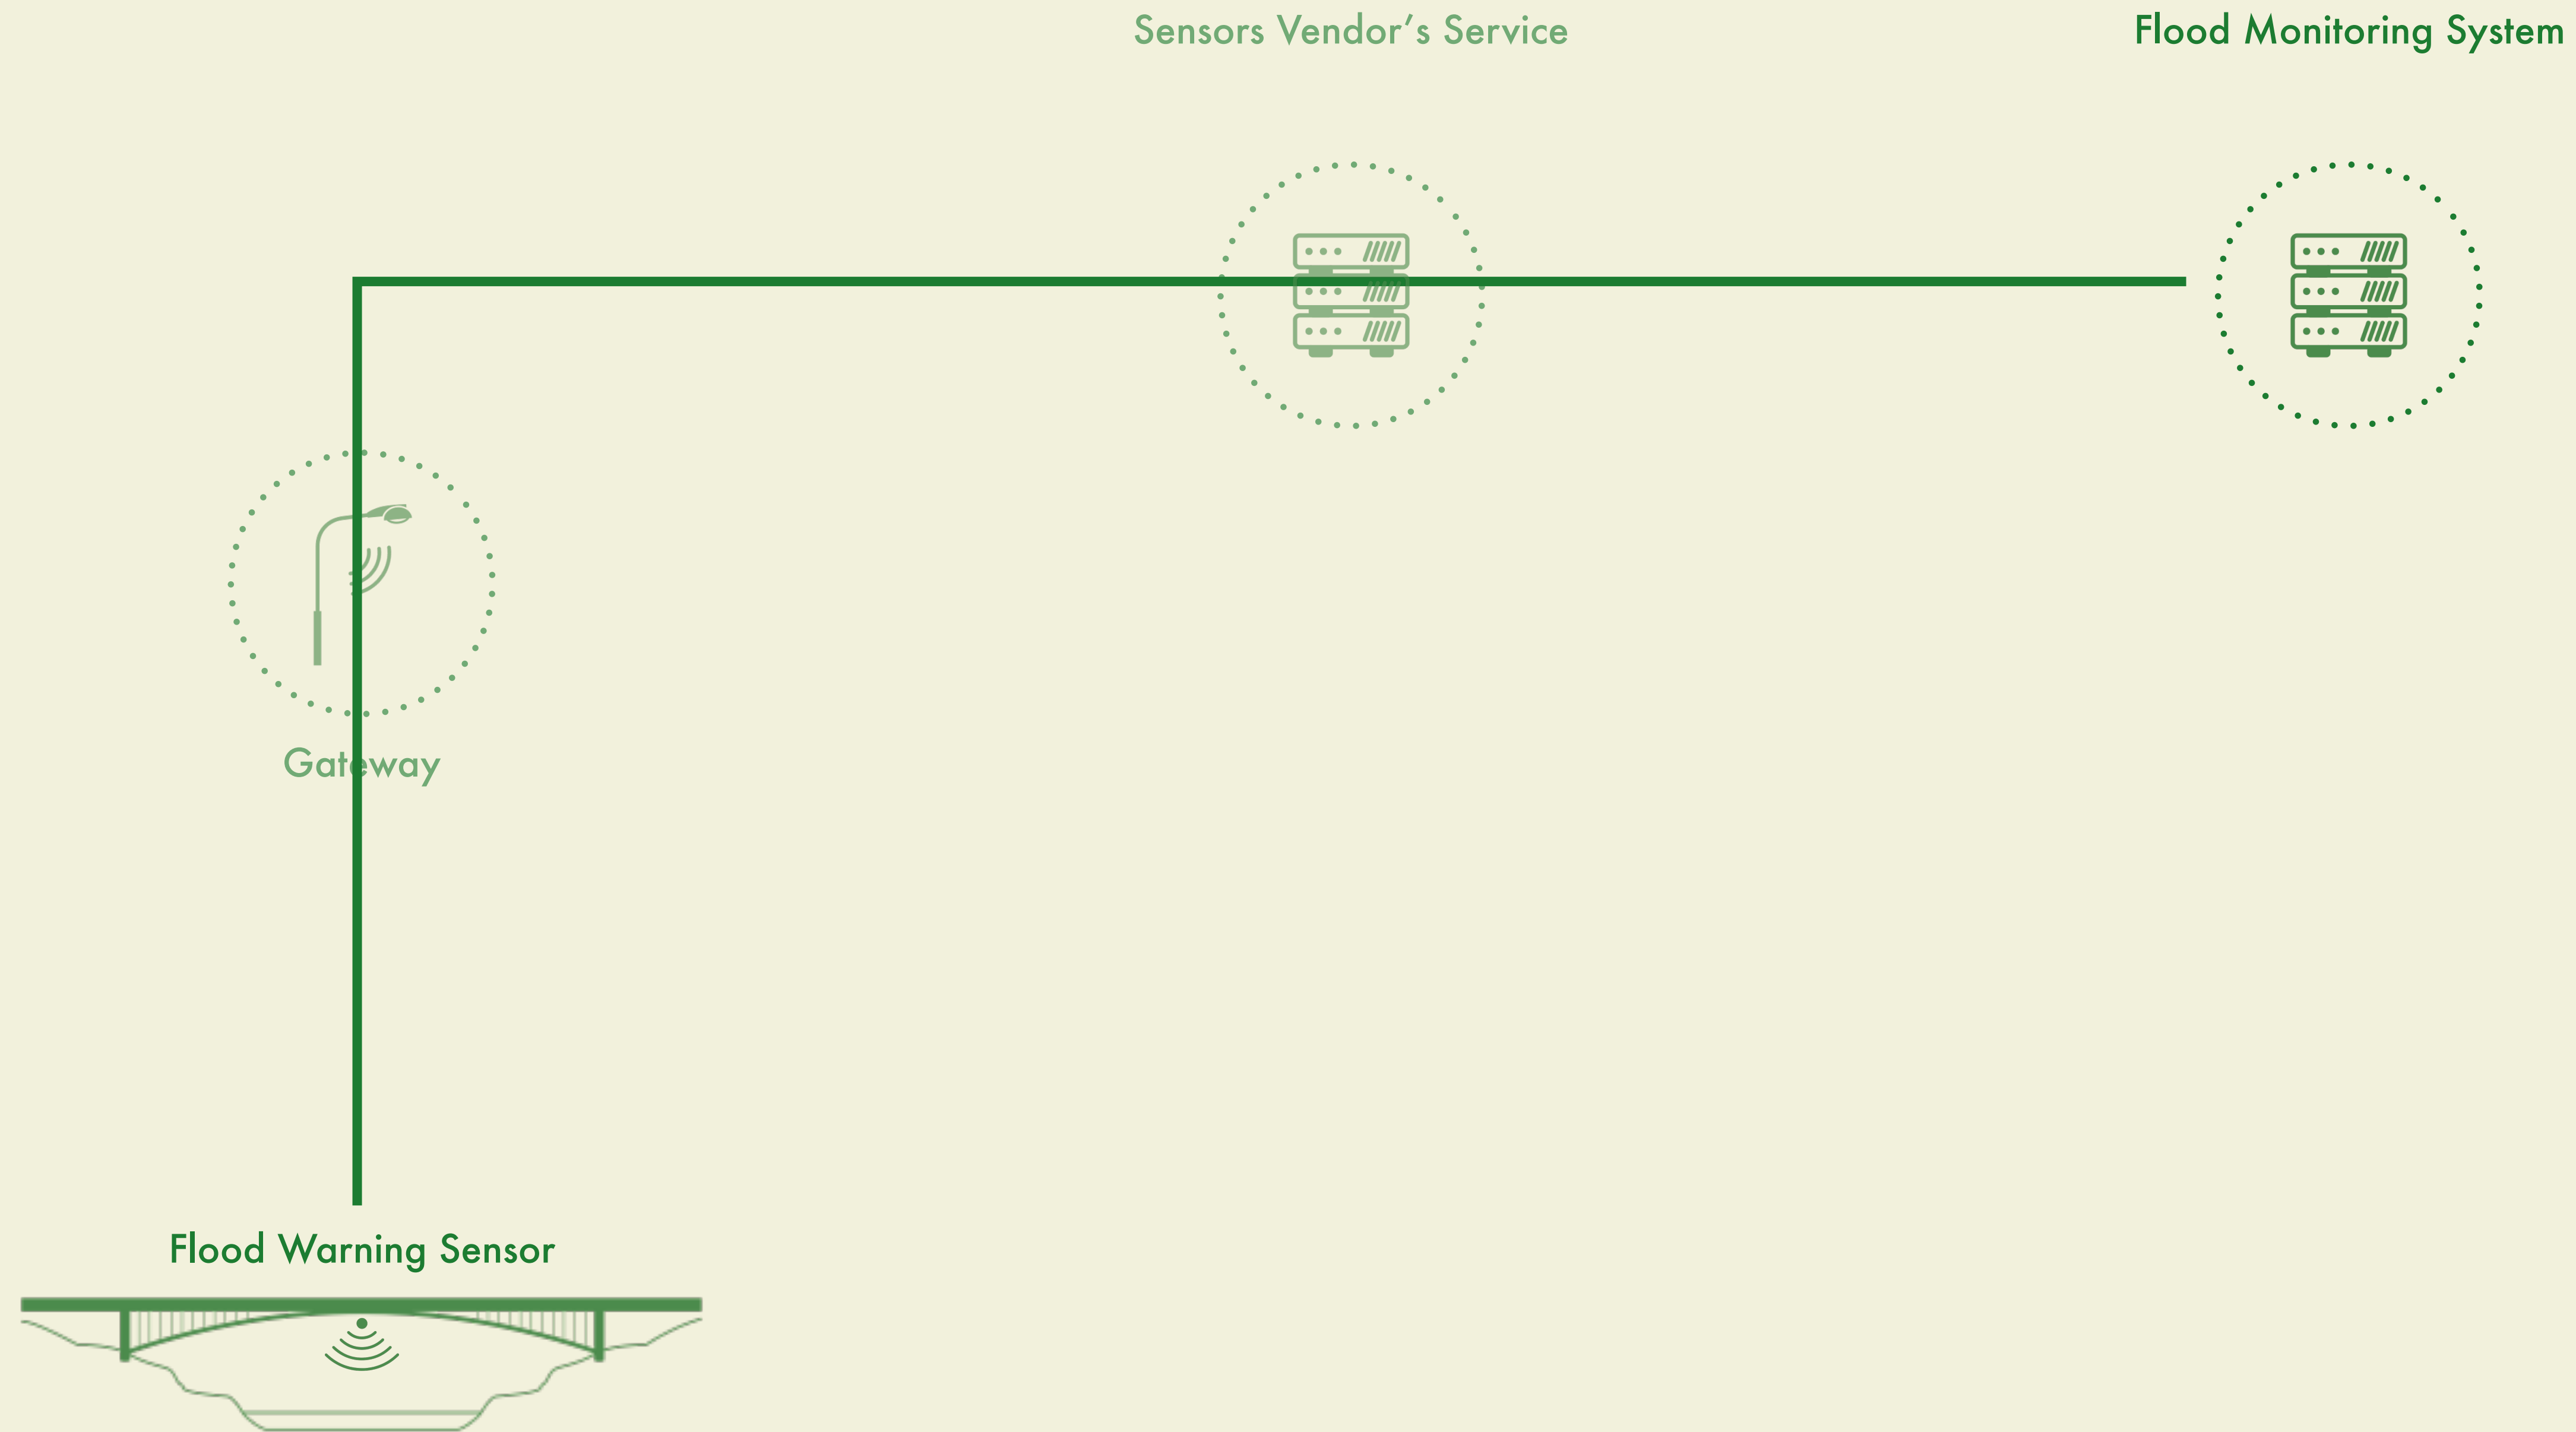 Sensors Vendor’s Service
Flood Monitoring System
Gateway
Flood Warning Sensor